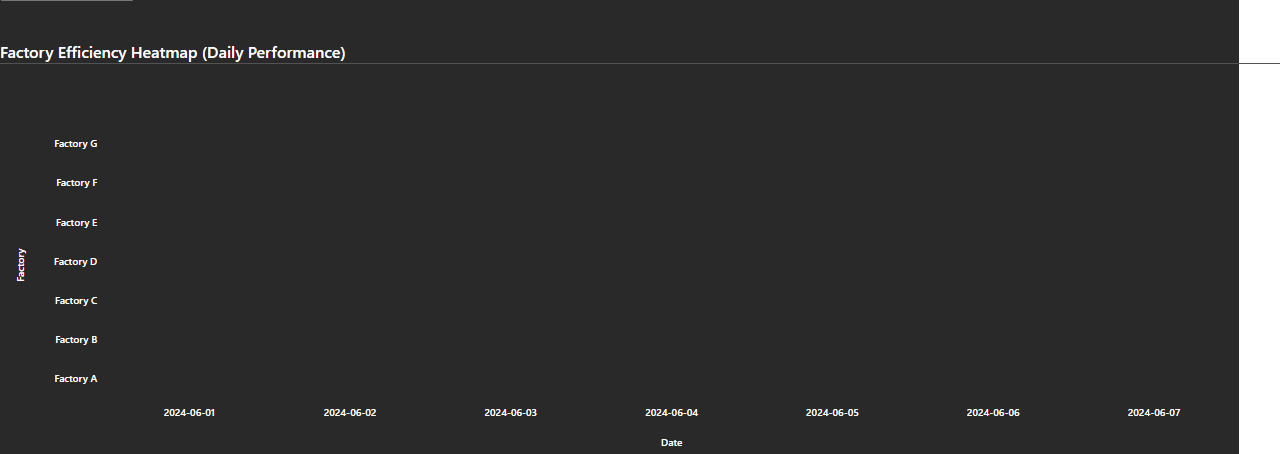 Factory Efficiency Heatmap (Daily Performance)
Factory G
Factory F
Factory E
Factory D
Factory C
Factory B
Factory A
Factory
2024-06-01
2024-06-02
2024-06-03
2024-06-04
2024-06-05
2024-06-06
2024-06-07
Date